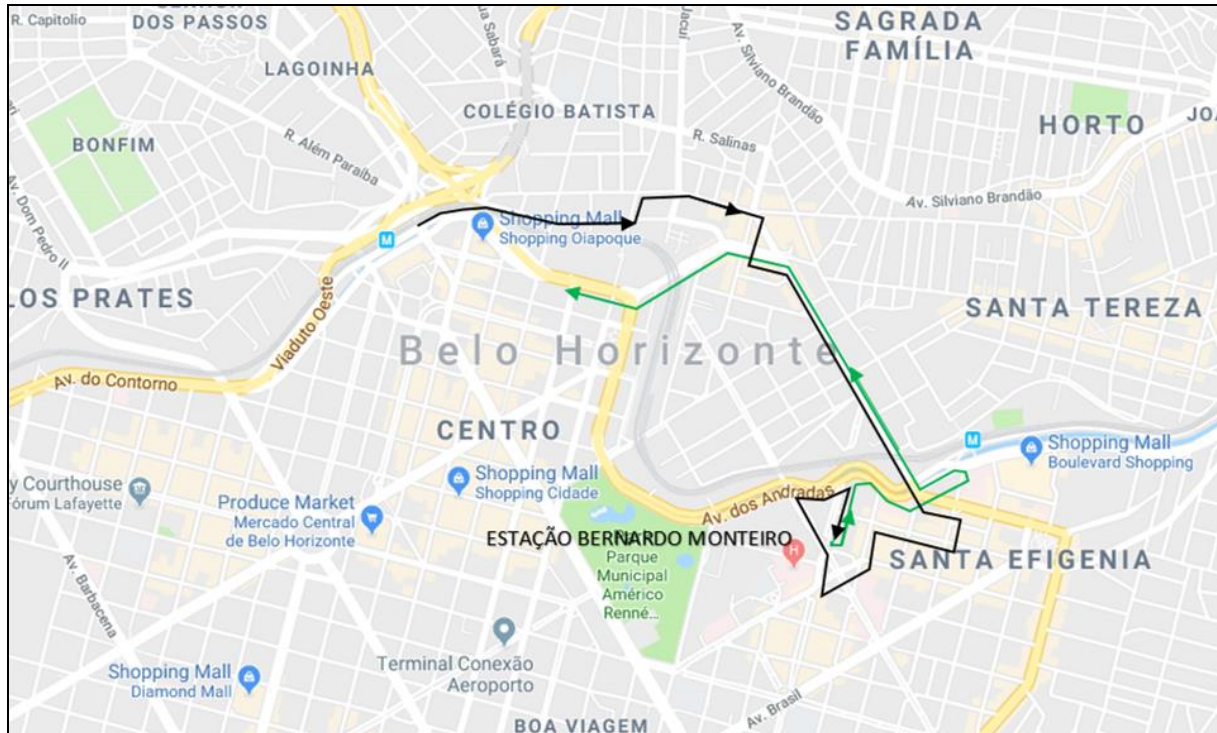 R. Capitolio
DOS PASSOS
R. Além Paraíba
LAGOINHA
BONFIM
COLÉGIO BATISTA
Jacuí
R. Salinas
Av. Silviano Brandão
SAGRADA
FAMÍLIA
HORTO
JOA
Av. Silviano Brandão
Av. Dom Pedro II
M
Shopping Mall
Shopping Oiapoque
LOS PRATES
Viaduto Oeste
Av. do Contorno
Belo Horizonte
SANTA TEREZA
CENTRO
M
Shopping Mall
Boulevard Shopping
y Courthouse
órum Lafayette
Produce Market
Mercado Central
de Belo Horizonte
Shopping Mall
Shopping Cidade
Av. dos Andradas
ESTAÇÃO BERNARDO MONTEIRO
H
Parque
Municipal
Américo
Renné...
SANTA EFIGENIA
Av. Barbacena
Terminal Conexão
Aeroporto
Shopping Mall
Diamond Mall
Av. Brasil
BOA VIAGEM